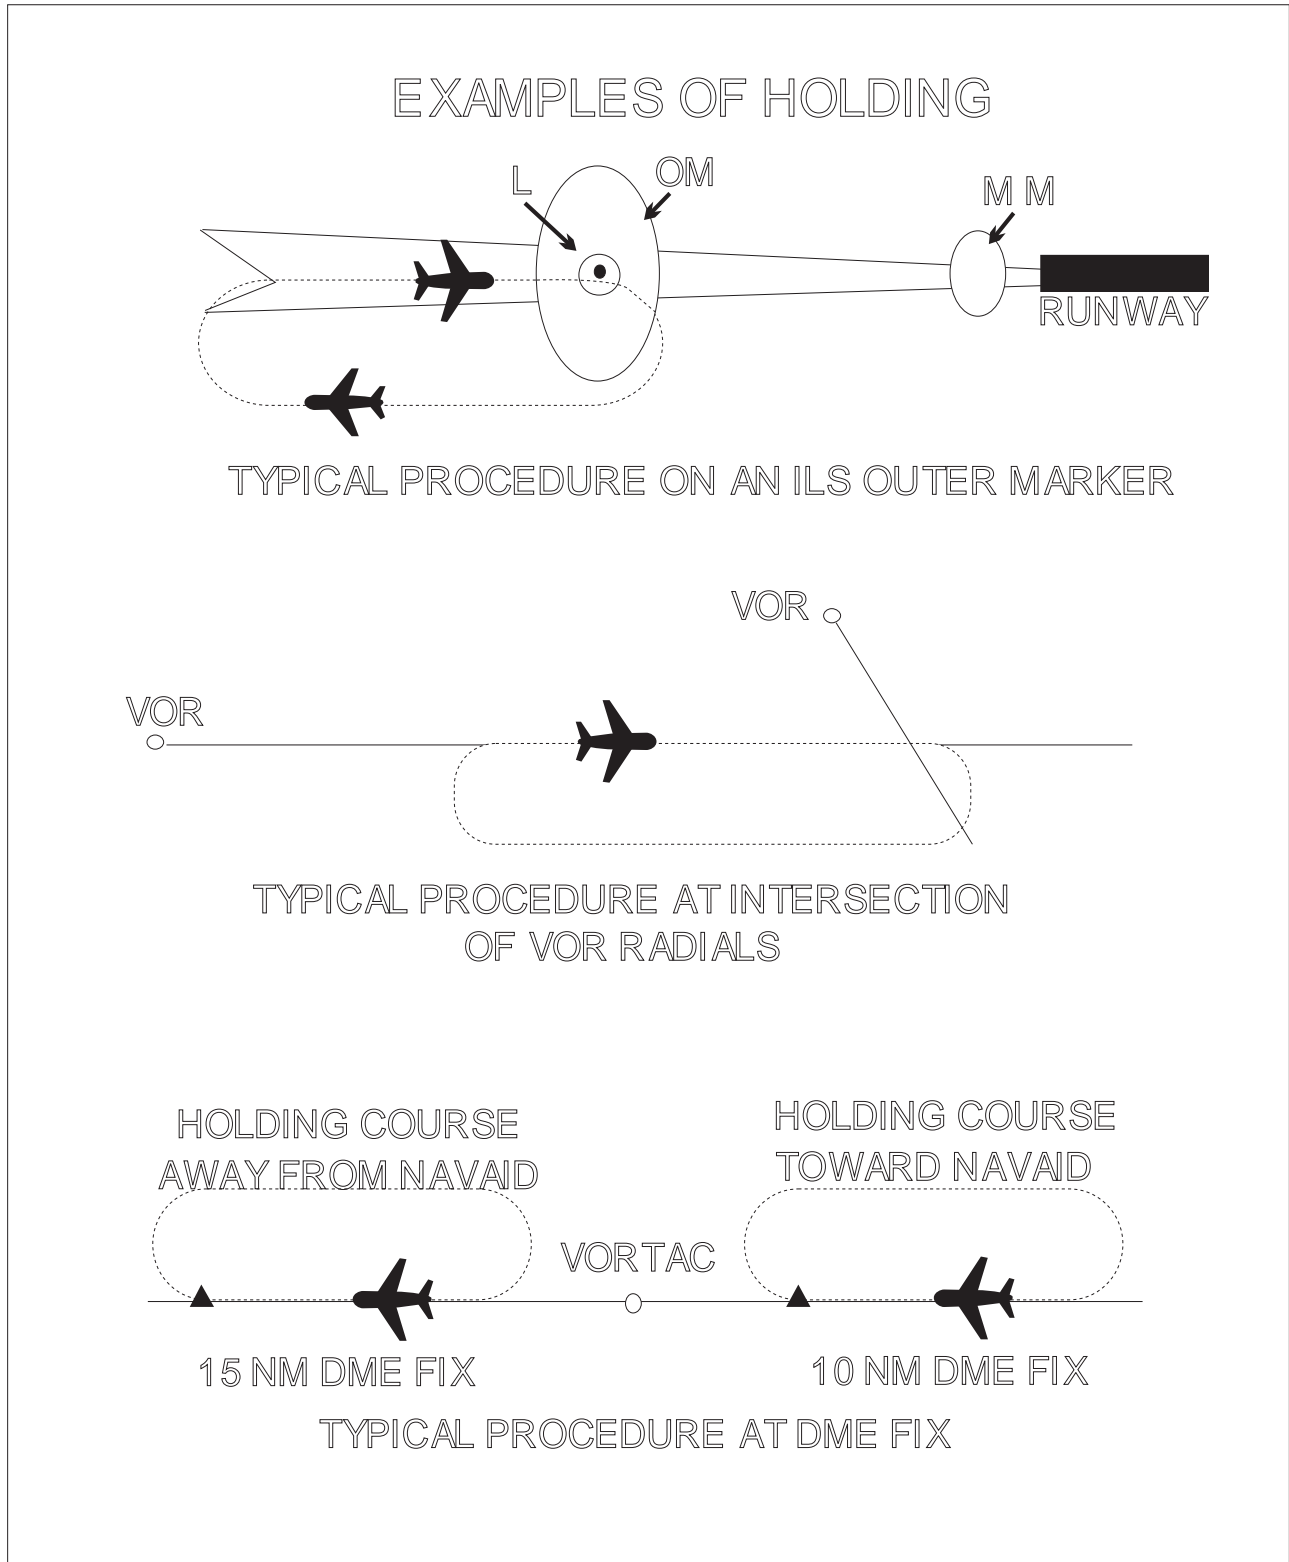 EXAMPLES OF HOLDING
L
OM
M M
RUNWAY
TYPICAL PROCEDURE ON AN ILS OUTER MARKER
VOR
VOR
TYPICAL PROCEDURE AT INTERSECTION
OF VOR RADIALS
HOLDING COURSE
AWAY FROM NAVAID
HOLDING COURSE
TOWARD NAVAID
VORTAC
15 NM DME FIX
10 NM DME FIX
TYPICAL PROCEDURE AT DME FIX